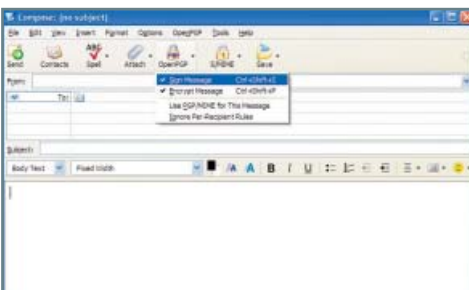 Compose: (no subject)
File Edit View Insert Format Options OpenPGP Tools Help
Send Contacts Spell Attach OpenPGP S/MIME Save
From:
Sign Message Ctrl+Shift+S
To:
Encrypt Message Ctrl+Shift+P
Use PGP/MIME for This Message
Ignore Per-Recipient Rules
Subject:
Body Text Fixed Width